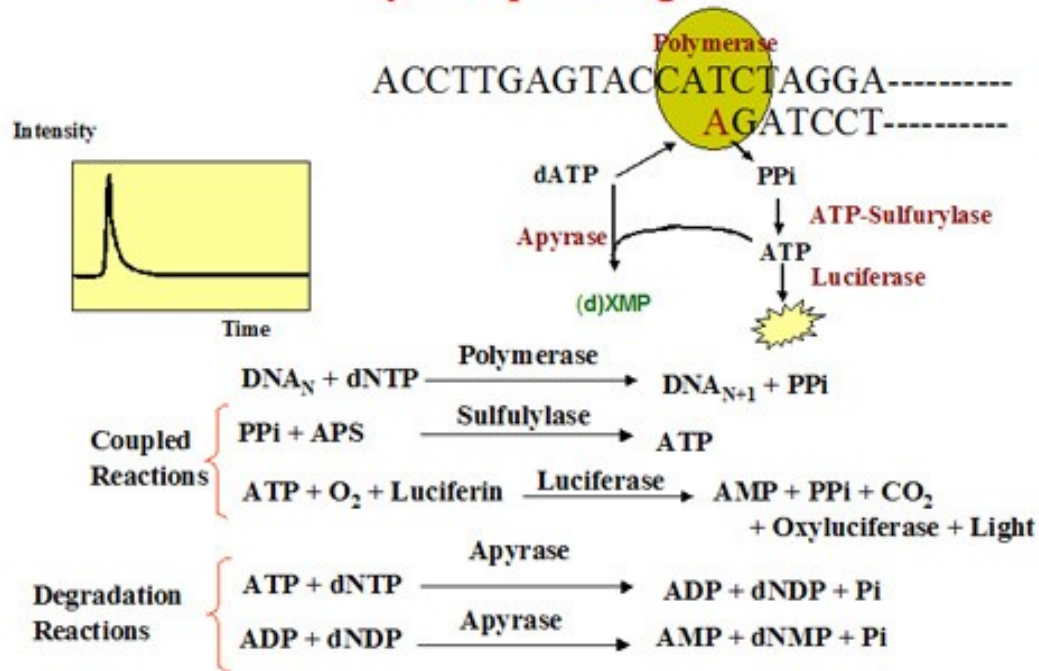 Polymerase
ACCTTGAGTACCATCTAGGA----------
AGATCCT----------
Intensity
dATP
PPi
ATP-Sulfurylase
Apyrase
ATP
Luciferase
(d)XMP
Time
DNAN + dNTP Polymerase DNAN+1 + PPi
Coupled
Reactions
PPi + APS Sulfulylase ATP
ATP + O2 + Luciferin Luciferase AMP + PPi + CO2
+ Oxyluciferase + Light
Degradation
Reactions
ATP + dNTP Apyrase ADP + dNDP + Pi
ADP + dNDP Apyrase AMP + dNMP + Pi